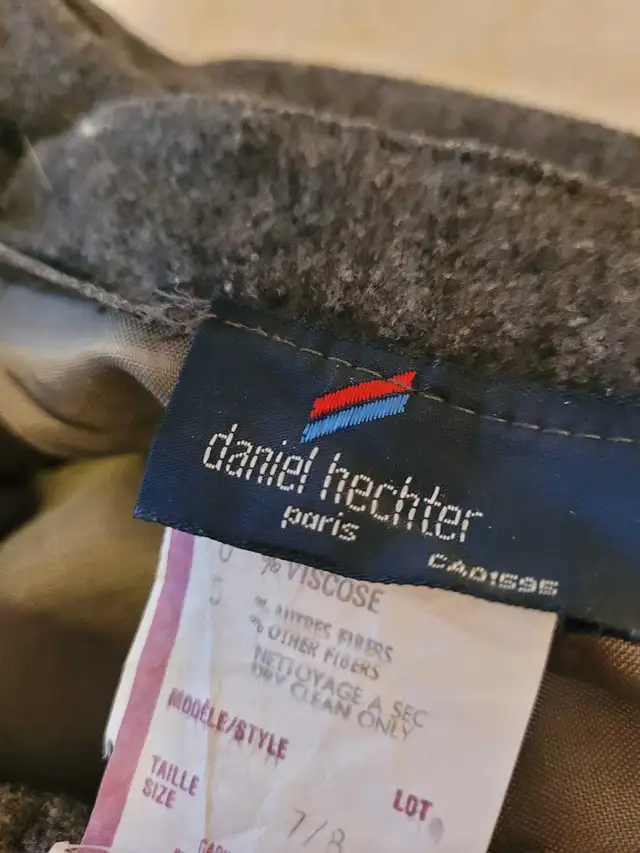 daniel hechter
paris
CA01595
% VISCOSE
% AUTRES FIBRES
% OTHER FIBERS
NETTOYAGE A SEC
DRY CLEAN ONLY
MODÈLE/STYLE
TAILLE
SIZE
7/8
LOT